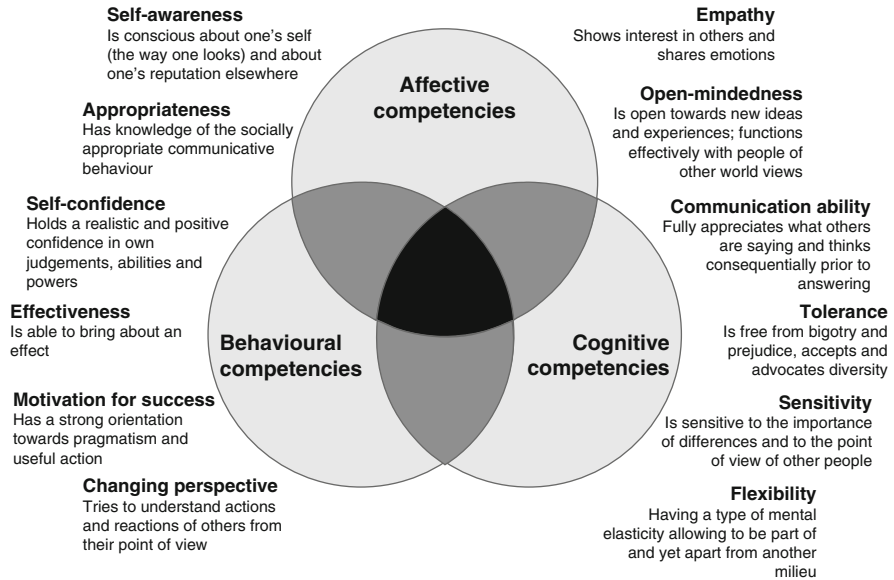 Self-awareness
Is conscious about one's self
(the way one looks) and about
one's reputation elsewhere
Appropriateness
Has knowledge of the socially
appropriate communicative
behaviour
Self-confidence
Holds a realistic and positive
confidence in own
judgements, abilities and
powers
Effectiveness
Is able to bring about an
effect
Motivation for success
Has a strong orientation
towards pragmatism and
useful action
Changing perspective
Tries to understand actions
and reactions of others from
their point of view
Affective
competencies
Behavioural
competencies
Cognitive
competencies
Empathy
Shows interest in others and
shares emotions
Open-mindedness
Is open towards new ideas
and experiences; functions
effectively with people of
other world views
Communication ability
Fully appreciates what others
are saying and thinks
consequentially prior to
answering
Tolerance
Is free from bigotry and
prejudice, accepts and
advocates diversity
Sensitivity
Is sensitive to the importance
of differences and to the point
of view of other people
Flexibility
Having a type of mental
elasticity allowing to be part of
and yet apart from another
milieu